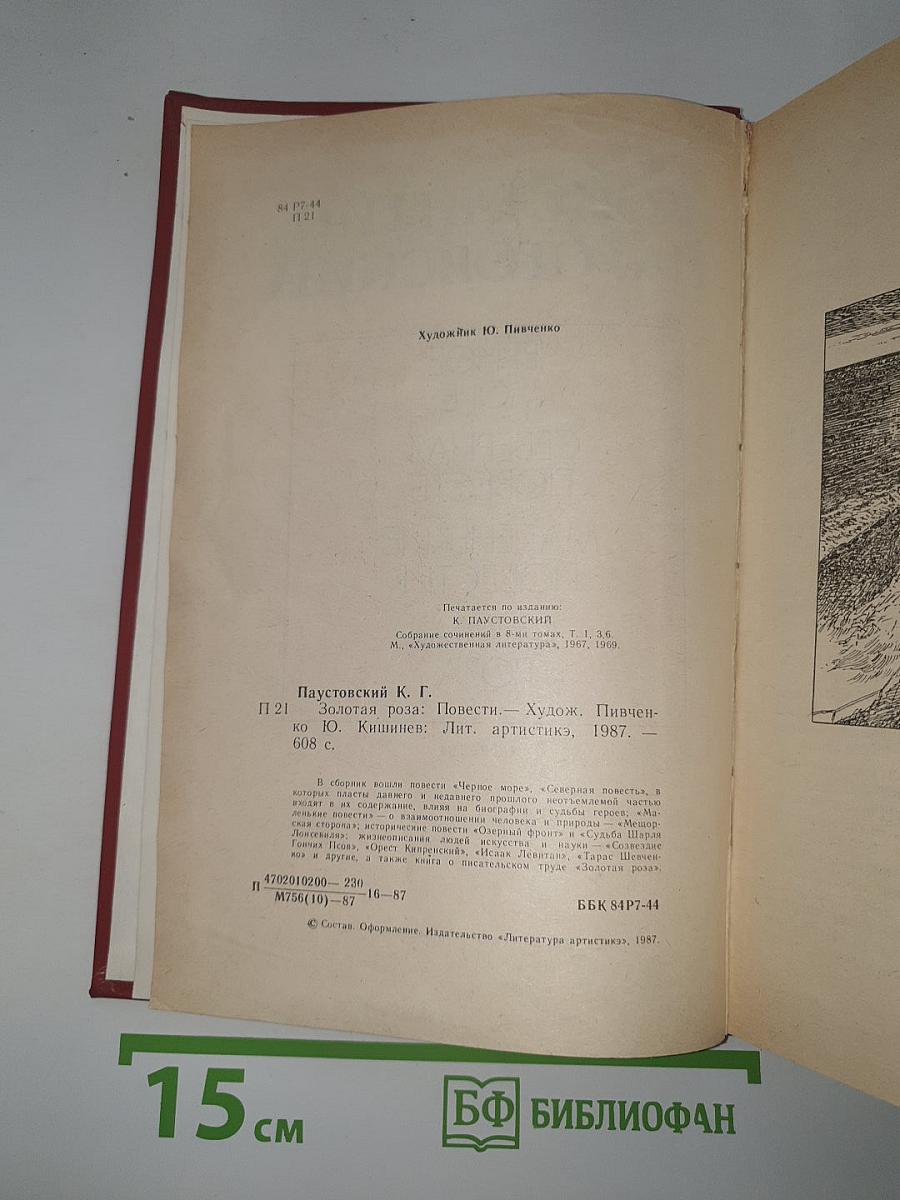 84 Р7-44
П 21
Художник Ю. Пивченко
Печатается по изданию:
К. ПАУСТОВСКИЙ
Собрание сочинений в 8-ми томах, Т. 1, 3,6.
М., «Художественная литература», 1967, 1969.
Паустовский К. Г.
П 21 Золотая роза: Повести.— Худож. Пивчен-
ко Ю. Кишинев: Лит. артистикэ, 1987. —
608 с.
В сборник вошли повести «Черное море», «Северная повесть», в
которых пласты давнего и недавнего прошлого неотъемлемой частью
входят в их содержание, влияя на биографии и судьбы героев; «Ма-
ленькие повести» — о взаимоотношении человека и природы — «Мещор-
ская сторона»; исторические повести «Озерный фронт» и «Судьба Шарля
Лонсевиля»; жизнеописания людей искусства и науки — «Созвездие
Гончих Псов», «Орест Кипренский», «Исаак Левитан», «Тарас Шевчен-
ко» и другие, а также книга о писательском труде «Золотая роза».
П 4702010200— 230
М756(10)—87
—16—87
ББК 84Р7-44
© Состав. Оформление. Издательство «Литература артистикэ», 1987.
15 см
БФ БИБЛИОФАН